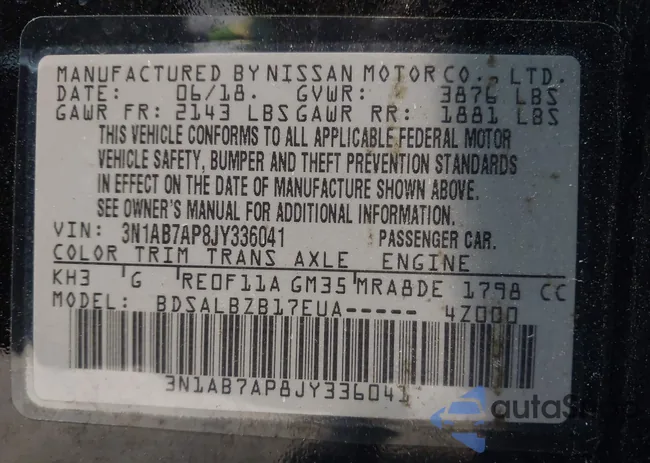 MANUFACTURED BY NISSAN MOTOR CO., LTD.
DATE: 06/18. GVWR: 3876 LBS
GAWR FR: 2143 LBS GAWR RR: 1881 LBS
THIS VEHICLE CONFORMS TO ALL APPLICABLE FEDERAL MOTOR
VEHICLE SAFETY, BUMPER AND THEFT PREVENTION STANDARDS
IN EFFECT ON THE DATE OF MANUFACTURE SHOWN ABOVE.
SEE OWNER'S MANUAL FOR ADDITIONAL INFORMATION.
VIN: 3N1AB7AP8JY336041 PASSENGER CAR.
COLOR TRIM TRANS AXLE ENGINE
KH3 G RE0F11A GM35 MRA8DE 1798 CC
MODEL: BDSALBZB17EUA----- 4Z000
3N1AB7AP8JY336041